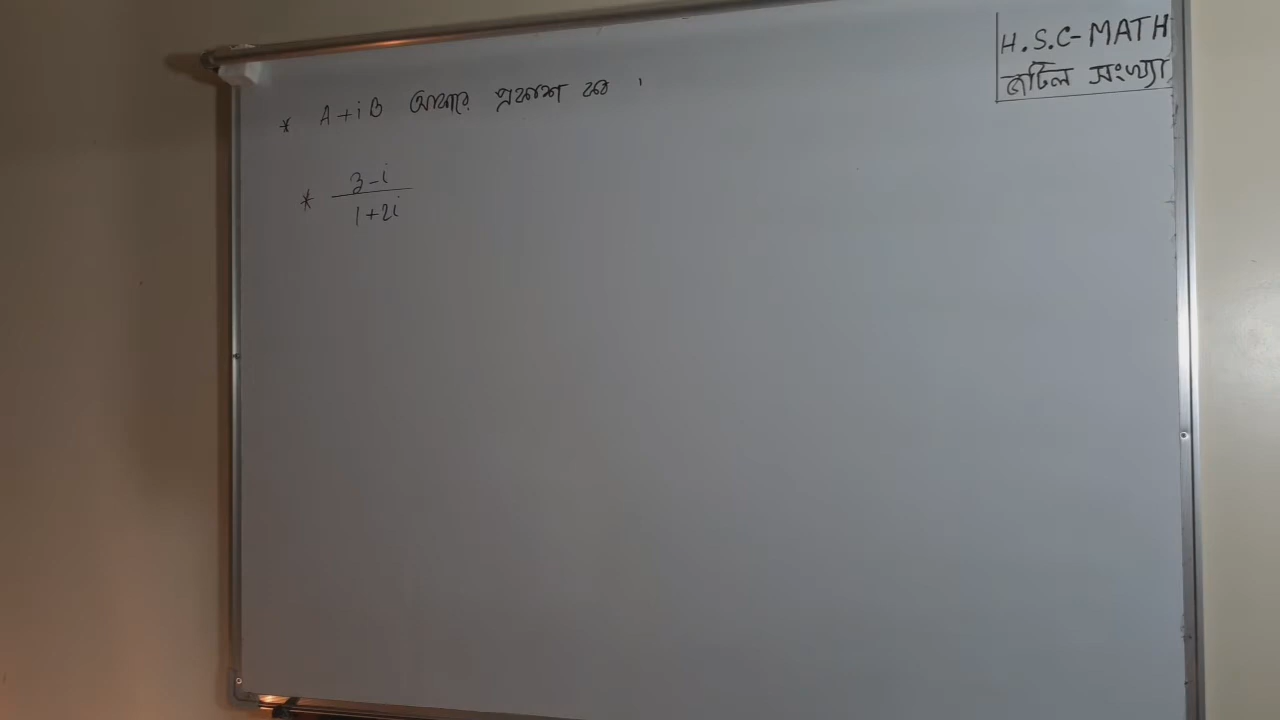 H.S.C-MATH
জটিল সংখ্যা
* A+iB আকারে প্রকাশ কর ।
* 3-i
1+2i